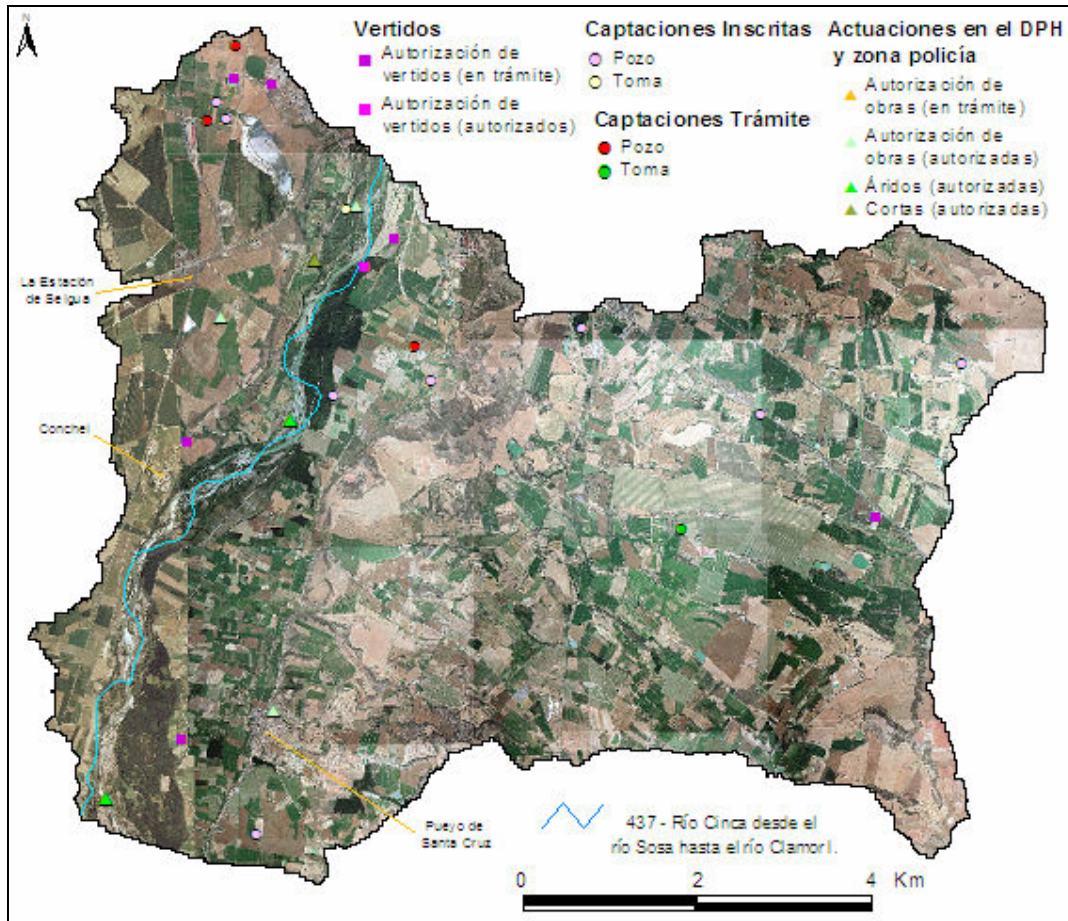 Vertidos
Autorización de
vertidos (en trámite)
Autorización de
vertidos (autorizados)
Captaciones Inscritas
Pozo
Toma
Captaciones Trámite
Pozo
Toma
Actuaciones en el DPH
y zona policía
Autorización de
obras (en trámite)
Autorización de
obras (autorizadas)
Áridos (autorizadas)
Cortas (autorizadas)
La Estación
de Selgua
Conchel
Pueyo de
Santa Cruz
437 - Río Cinca desde el
río Sosa hasta el río Clamor I.
0 2 4 Km